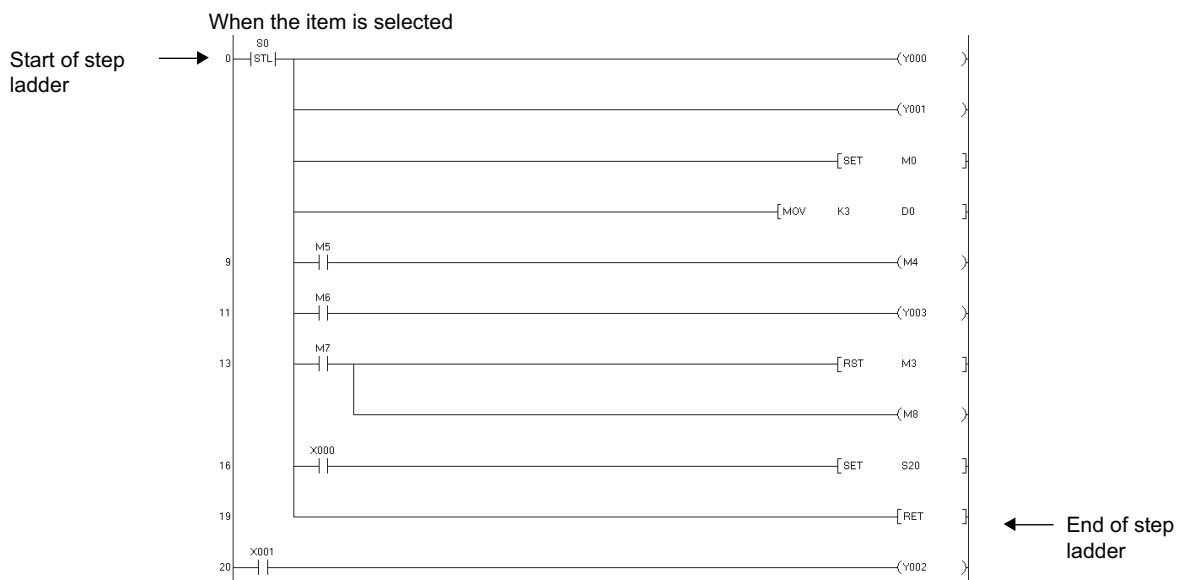 When the item is selected
Start of step
ladder
S0
0 STL (Y000 )
(Y001 )
[SET M0 ]
[MOV K3 D0 ]
M5
9 (M4 )
M6
11 (Y003 )
M7
13 [RST M3 ]
(M8 )
X000
16 [SET S20 ]
19 [RET ]
End of step
ladder
X001
20 (Y002 )